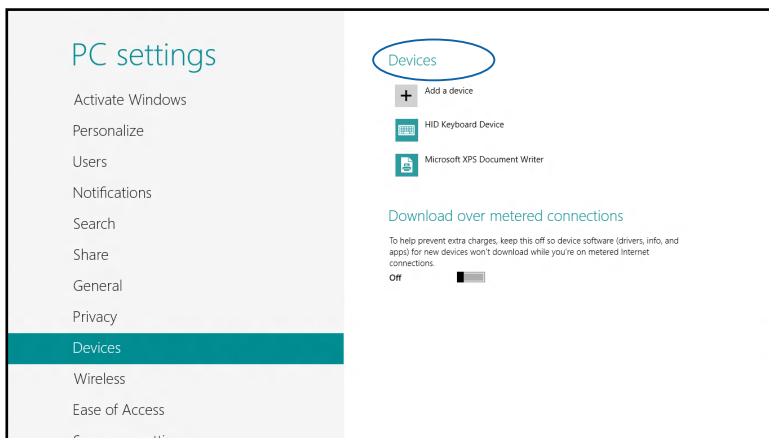 PC settings
Activate Windows
Personalize
Users
Notifications
Search
Share
General
Privacy
Devices
Wireless
Ease of Access
Devices
Add a device
HID Keyboard Device
Microsoft XPS Document Writer
Download over metered connections
To help prevent extra charges, keep this off so device software (drivers, info, and
apps) for new devices won't download while you're on metered Internet
connections.
Off